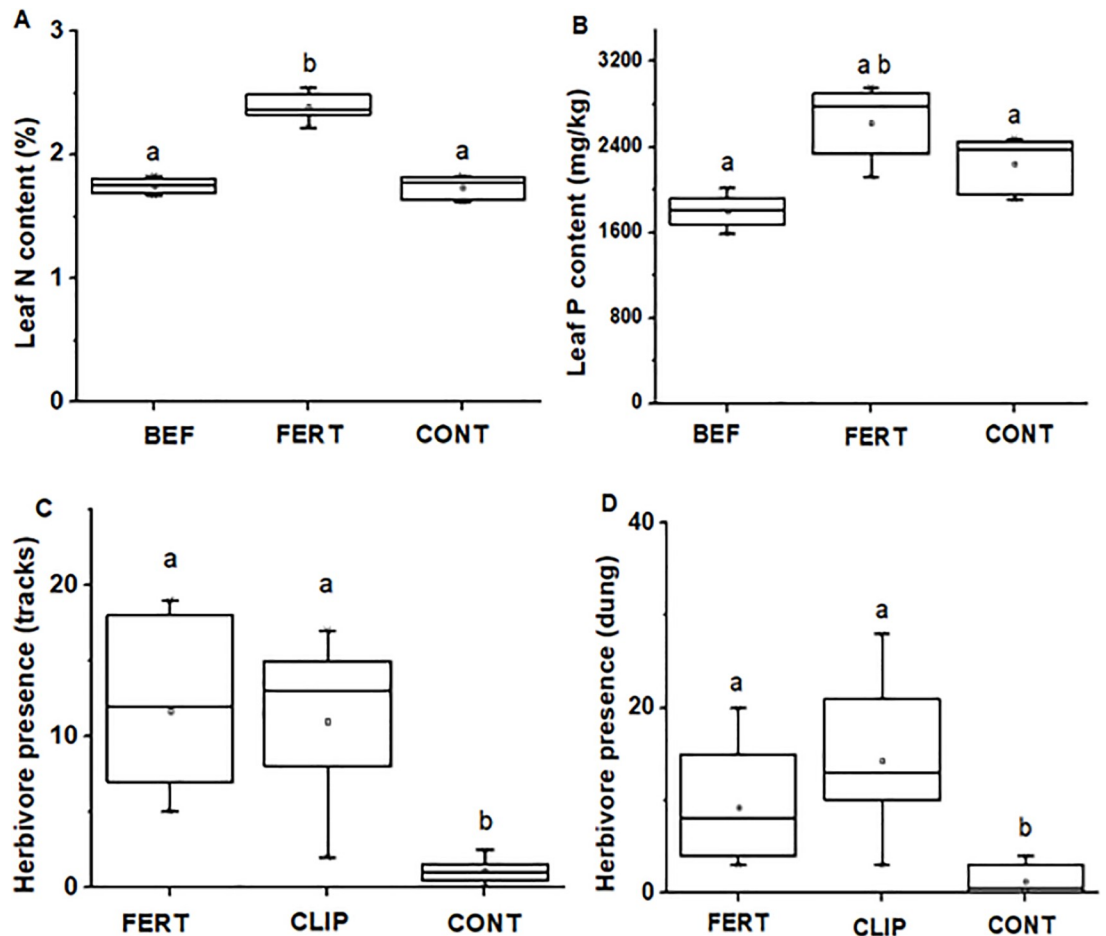 A
Leaf N content (%)
3
2
1
0
a
b
a
BEF FERT CONT
B
Leaf P content (mg/kg)
3200
2400
1600
800
0
a
a b
a
BEF FERT CONT
C
Herbivore presence (tracks)
20
10
0
a
a
b
FERT CLIP CONT
D
Herbivore presence (dung)
40
20
0
a
a
b
FERT CLIP CONT